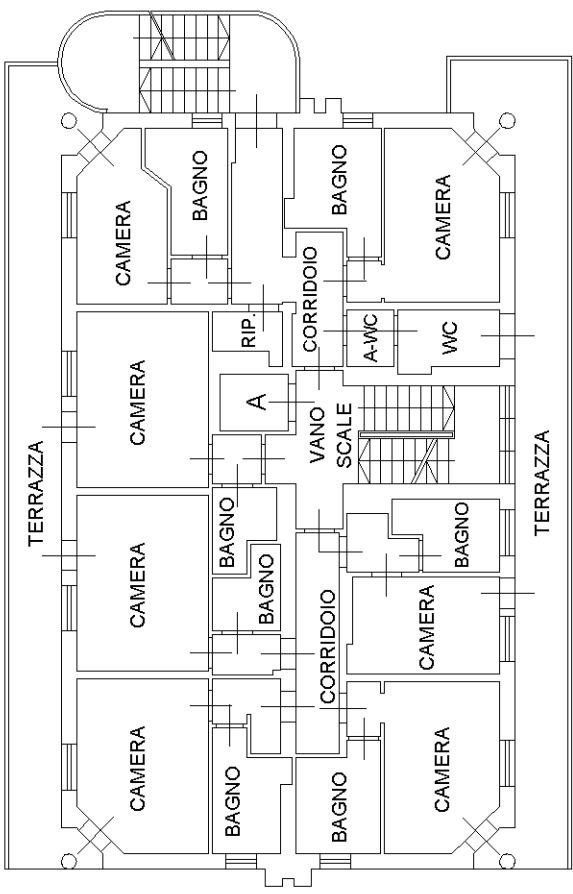 CAMERA
BAGNO
BAGNO
CAMERA
CORRIDOIO
RIP.
A-WC
WC
CAMERA
A
VANO
SCALE
TERRAZZA
TERRAZZA
CAMERA
BAGNO
BAGNO
BAGNO
CAMERA
CORRIDOIO
CAMERA
BAGNO
BAGNO
CAMERA